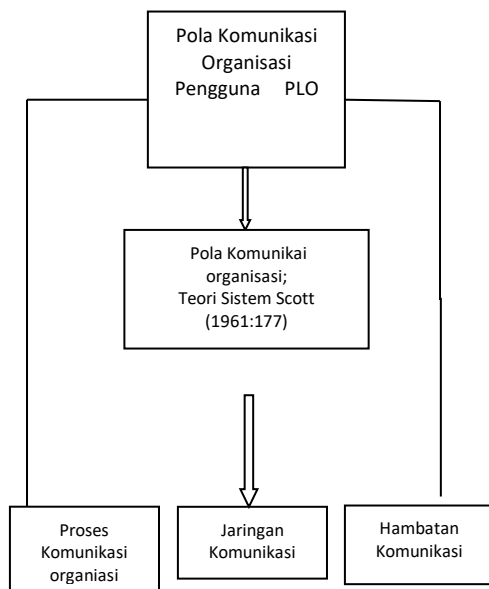 Pola Komunikasi
Organisasi
Pengguna PLO
Pola Komunikai
organisasi;
Teori Sistem Scott
(1961:177)
Proses
Komunikasi
organiasi
Jaringan
Komunikasi
Hambatan
Komunikasi